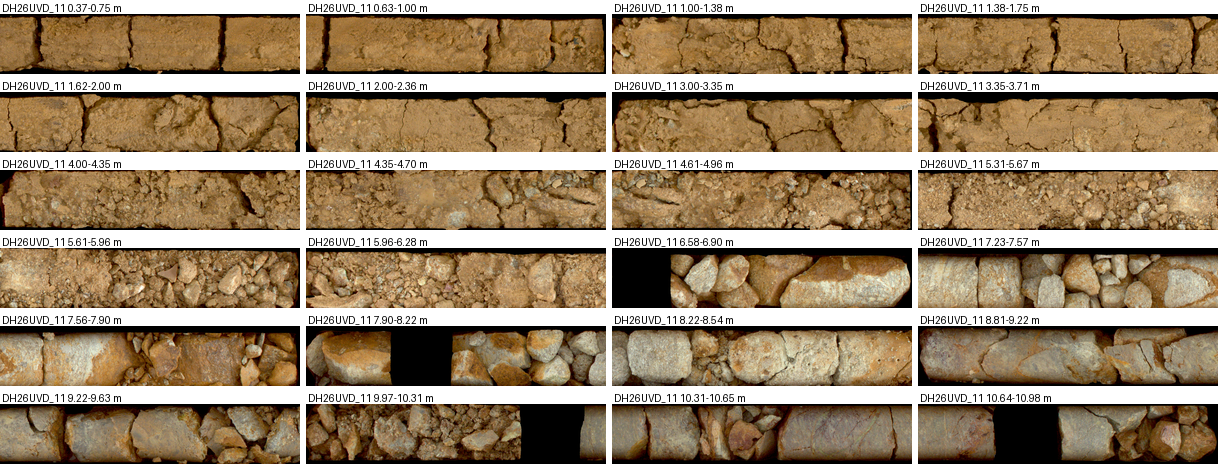 DH26UVD_11 0.37-0.75 m
DH26UVD_11 0.63-1.00 m
DH26UVD_11 1.00-1.38 m
DH26UVD_11 1.38-1.75 m
DH26UVD_11 1.62-2.00 m
DH26UVD_11 2.00-2.36 m
DH26UVD_11 3.00-3.35 m
DH26UVD_11 3.35-3.71 m
DH26UVD_11 4.00-4.35 m
DH26UVD_11 4.35-4.70 m
DH26UVD_11 4.61-4.96 m
DH26UVD_11 5.31-5.67 m
DH26UVD_11 5.61-5.96 m
DH26UVD_11 5.96-6.28 m
DH26UVD_11 6.58-6.90 m
DH26UVD_11 7.23-7.57 m
DH26UVD_11 7.56-7.90 m
DH26UVD_11 7.90-8.22 m
DH26UVD_11 8.22-8.54 m
DH26UVD_11 8.81-9.22 m
DH26UVD_11 9.22-9.63 m
DH26UVD_11 9.97-10.31 m
DH26UVD_11 10.31-10.65 m
DH26UVD_11 10.64-10.98 m